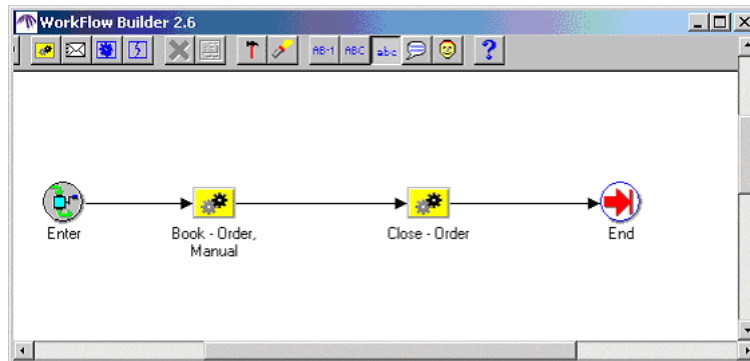 WorkFlow Builder 2.6
AB-1 ABC abc ?
Enter
Book - Order,
Manual
Close - Order
End